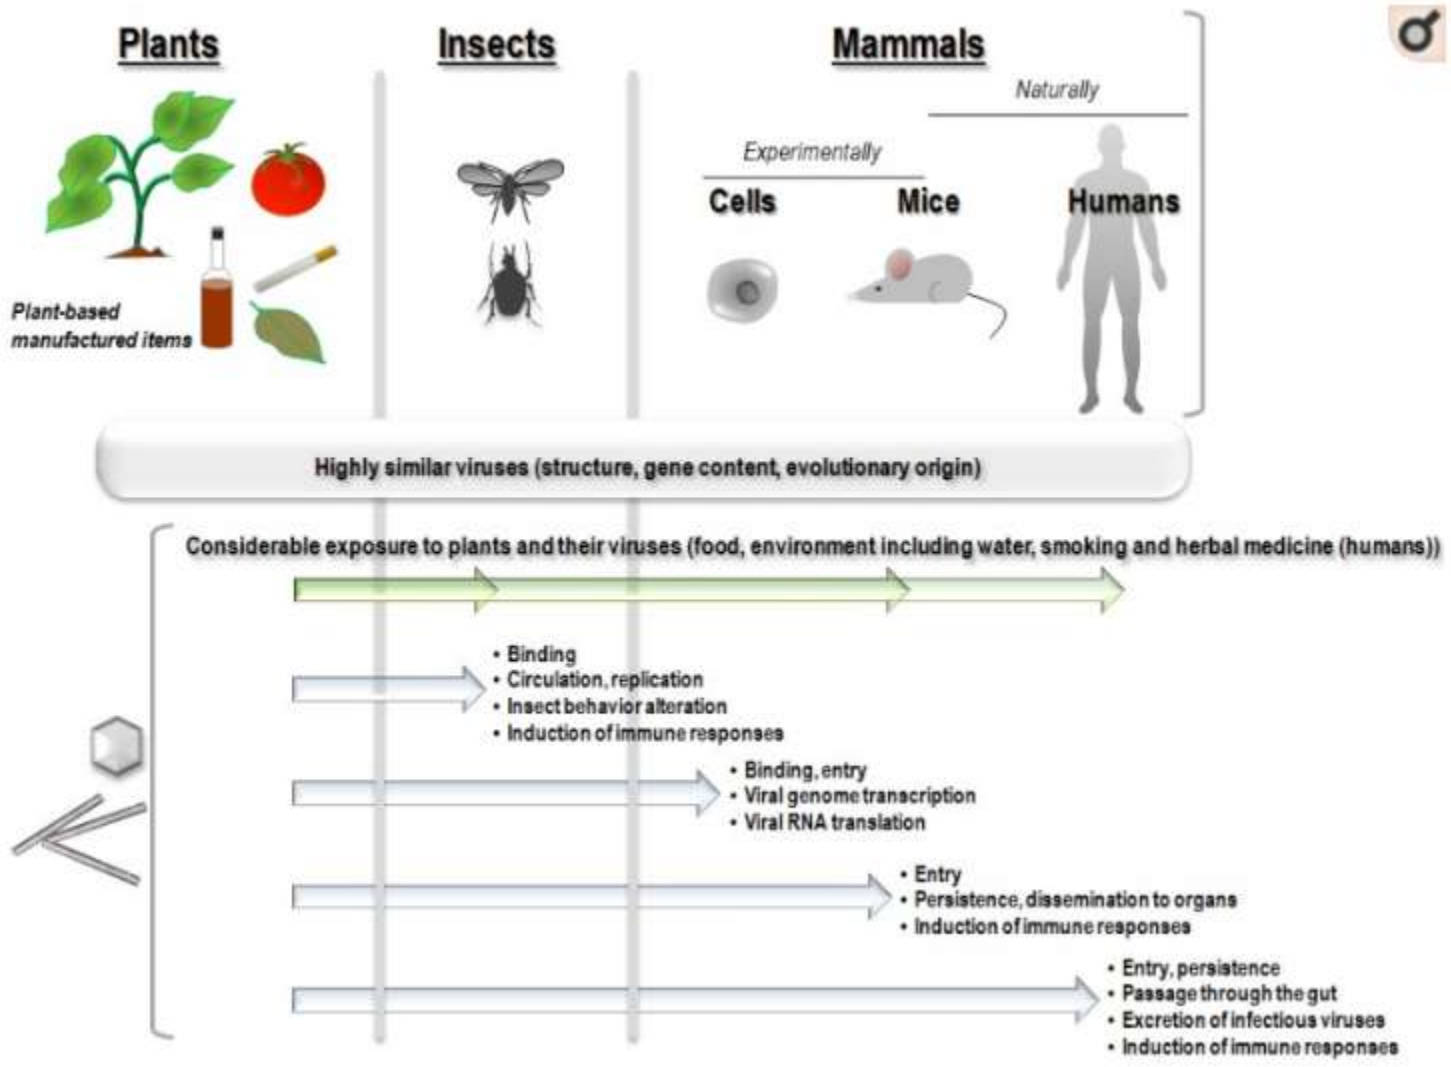 Plants
Insects
Mammals
Naturally
Experimentally
Cells
Mice
Humans
Plant-based
manufactured items
Highly similar viruses (structure, gene content, evolutionary origin)
Considerable exposure to plants and their viruses (food, environment including water, smoking and herbal medicine (humans))
• Binding
• Circulation, replication
• Insect behavior alteration
• Induction of immune responses
• Binding, entry
• Viral genome transcription
• Viral RNA translation
• Entry
• Persistence, dissemination to organs
• Induction of immune responses
• Entry, persistence
• Passage through the gut
• Excretion of infectious viruses
• Induction of immune responses